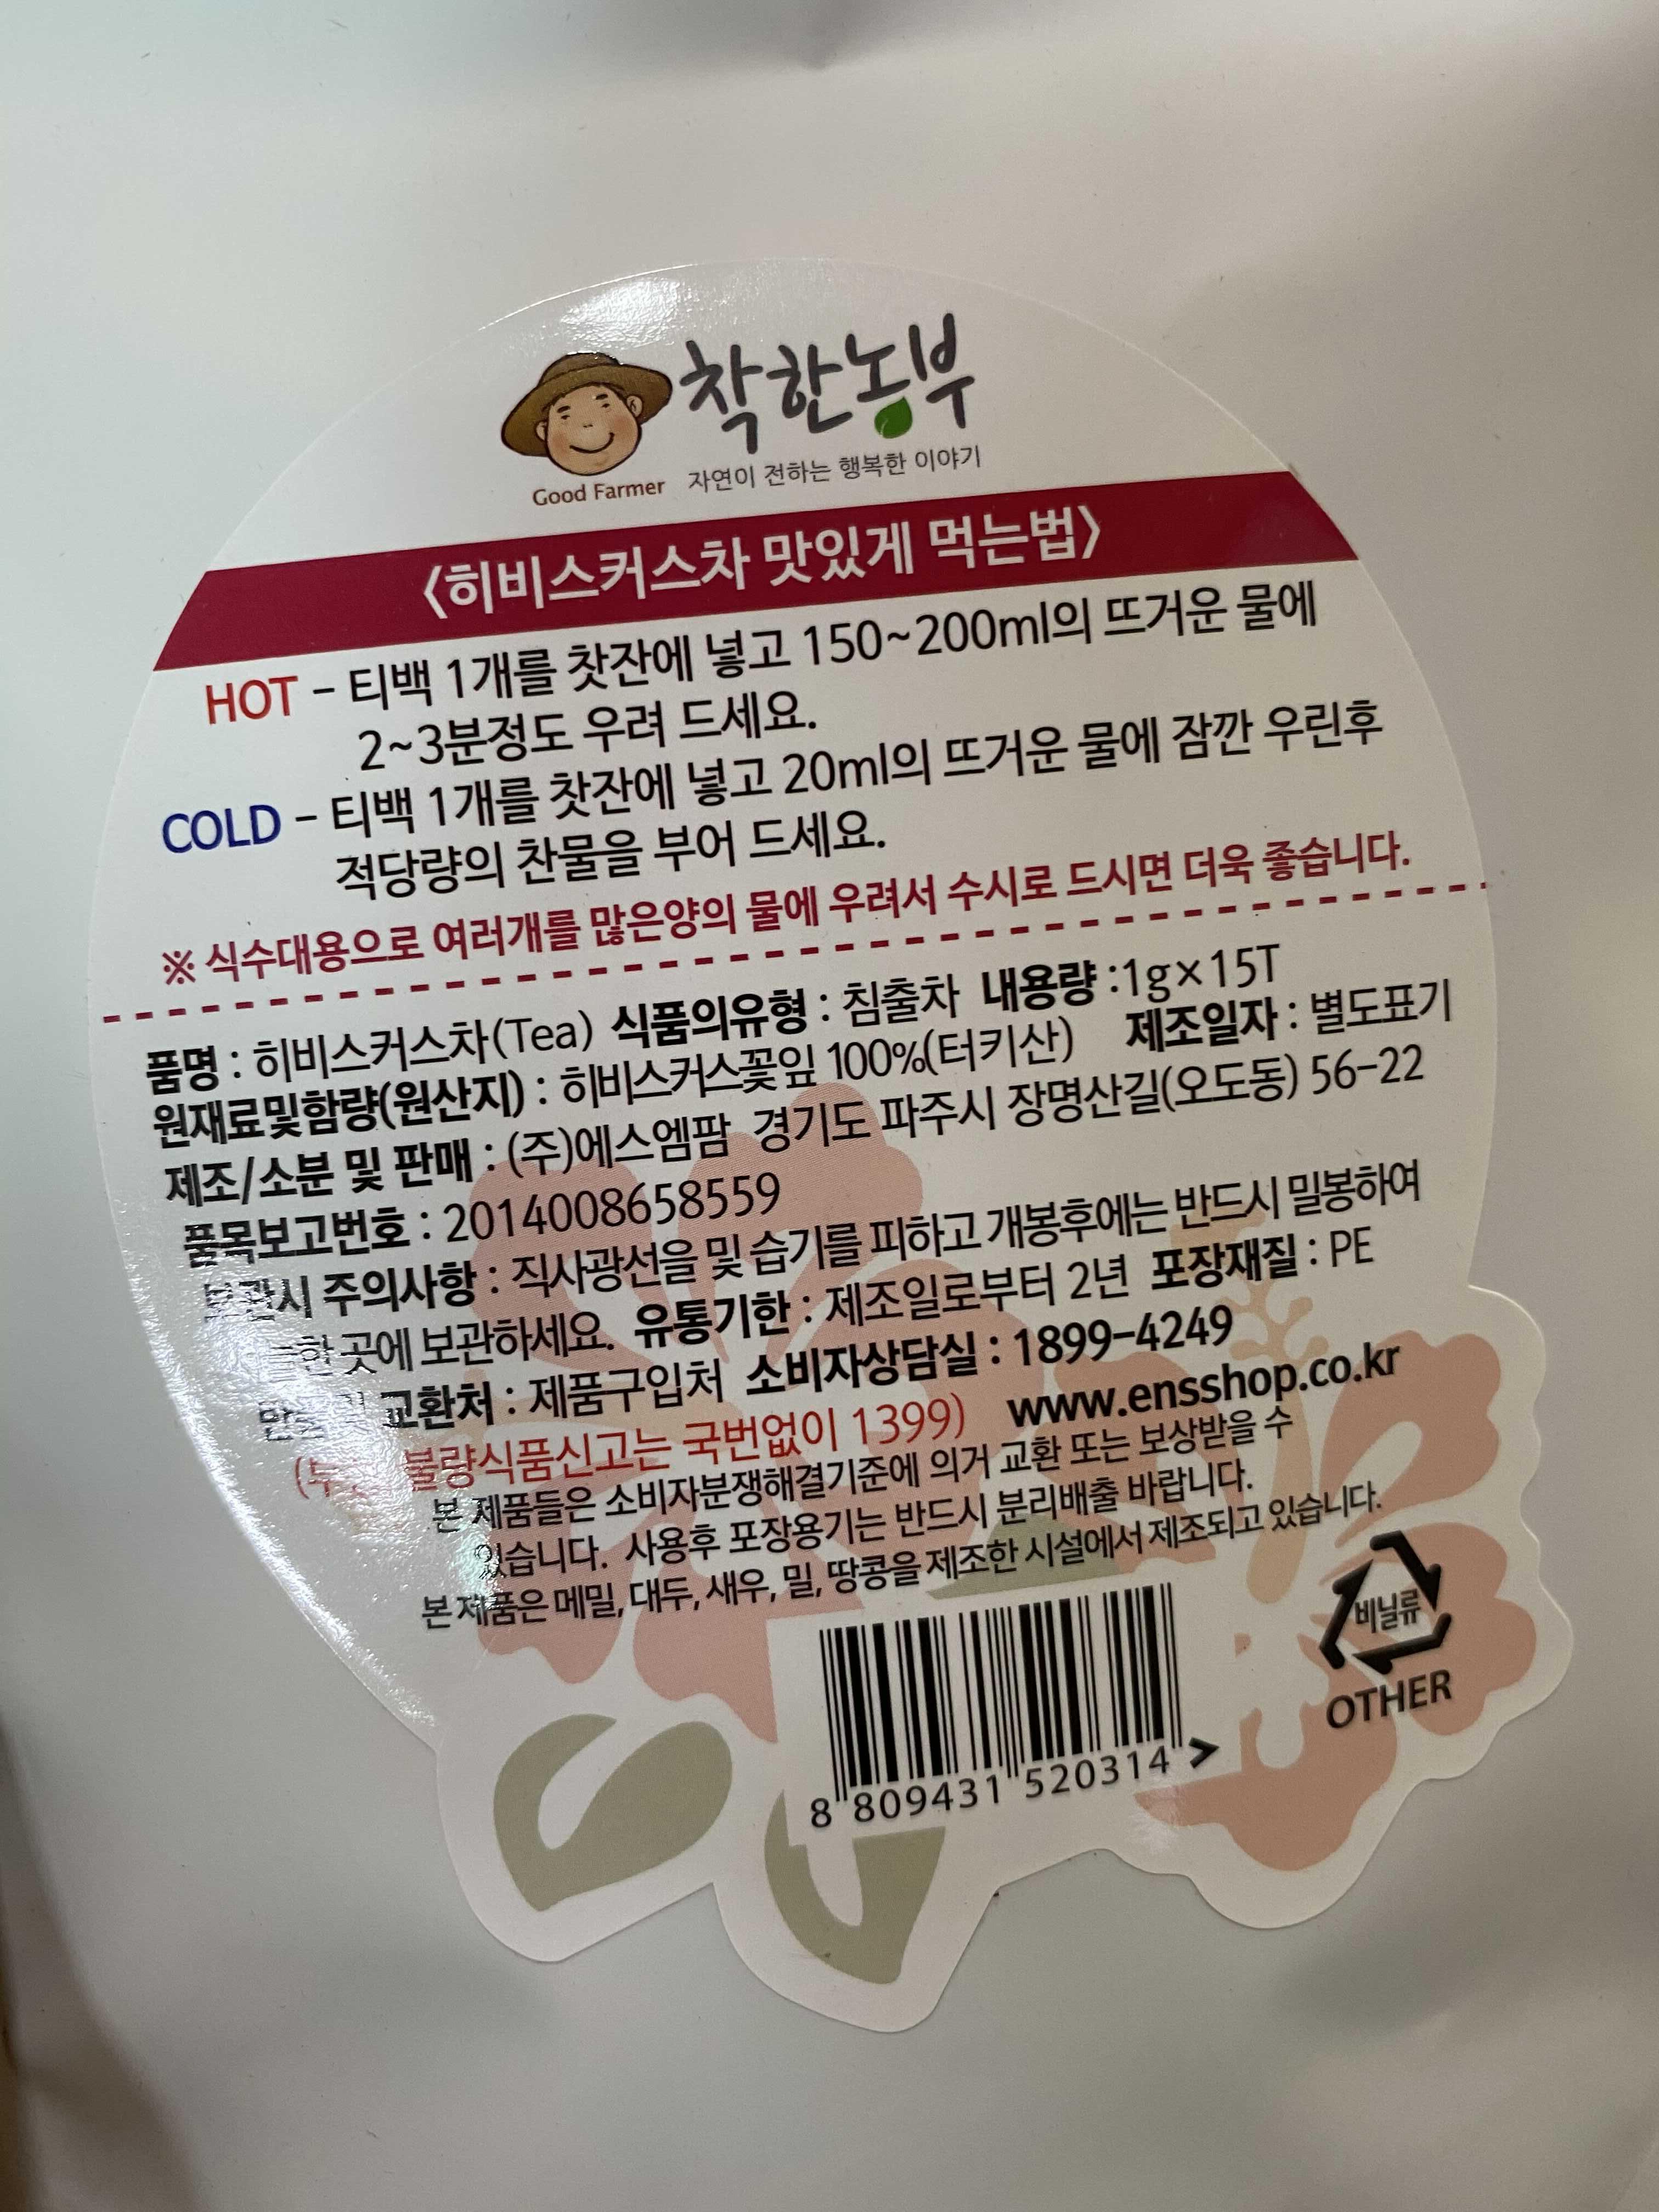 착한농부
Good Farmer 자연이 전하는 행복한 이야기
〈히비스커스차 맛있게 먹는법〉
HOT - 티백 1개를 찻잔에 넣고 150~200ml의 뜨거운 물에
2~3분정도 우려 드세요.
COLD - 티백 1개를 찻잔에 넣고 20ml의 뜨거운 물에 잠깐 우린후
적당량의 찬물을 부어 드세요.
※ 식수대용으로 여러개를 많은양의 물에 우려서 수시로 드시면 더욱 좋습니다.
품명 : 히비스커스차(Tea) 식품의유형 : 침출차 내용량 :1g×15T
원재료및함량(원산지) : 히비스커스꽃잎 100%(터키산) 제조일자 : 별도표기
제조/소분 및 판매 : (주)에스엠팜 경기도 파주시 장명산길(오도동) 56-22
품목보고번호 : 2014008658559
보관시 주의사항 : 직사광선을 및 습기를 피하고 개봉후에는 반드시 밀봉하여
곳에 보관하세요. 유통기한 : 제조일로부터 2년 포장재질 : PE
교환처 : 제품구입처 소비자상담실 : 1899-4249
불량식품신고는 국번없이 1399) www.ensshop.co.kr
본 제품들은 소비자분쟁해결기준에 의거 교환 또는 보상받을 수
있습니다. 사용후 포장용기는 반드시 분리배출 바랍니다.
본 제품은 메밀, 대두, 새우, 밀, 땅콩을 제조한 시설에서 제조되고 있습니다.
비닐류
OTHER
8 809431 520314 >